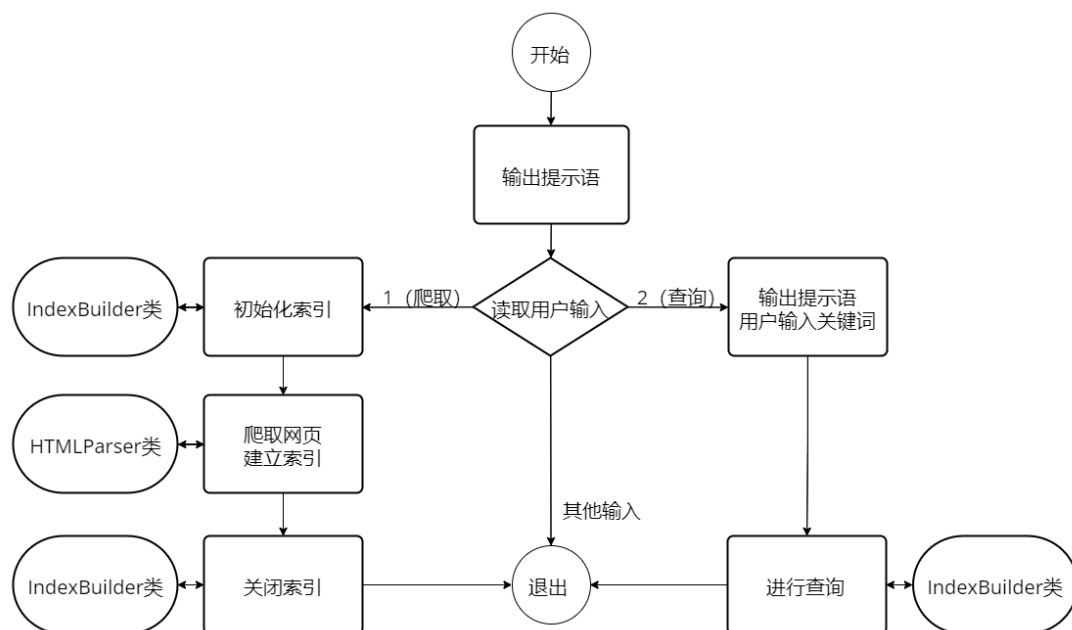 开始
输出提示语
读取用户输入
1（爬取）
2（查询）
IndexBuilder类
初始化索引
输出提示语
用户输入关键词
HTMLParser类
爬取网页
建立索引
其他输入
IndexBuilder类
关闭索引
退出
进行查询
IndexBuilder类